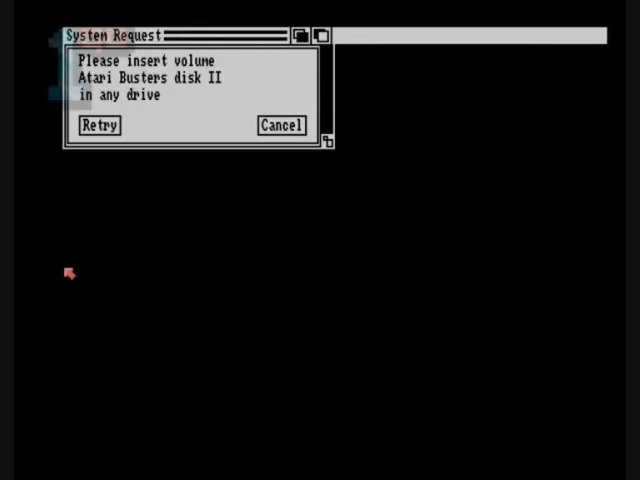 System Request
Please insert volume
Atari Busters disk II
in any drive
Retry
Cancel